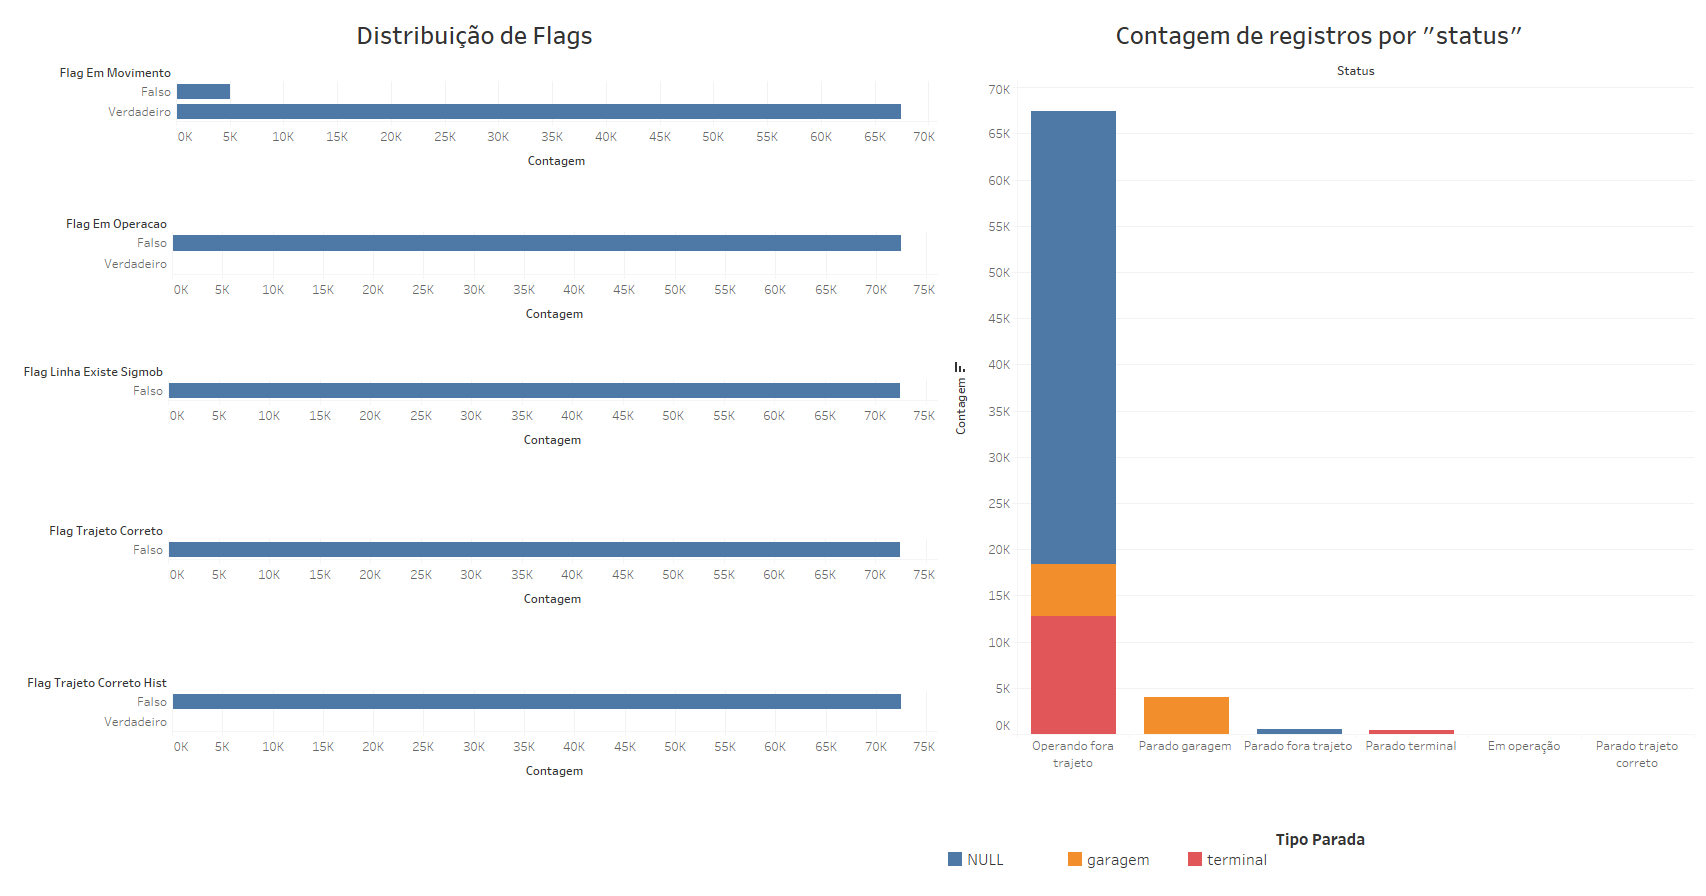 Distribuição de Flags
Flag Em Movimento
Falso
Verdadeiro
0K 5K 10K 15K 20K 25K 30K 35K 40K 45K 50K 55K 60K 65K 70K
Contagem
Flag Em Operacao
Falso
Verdadeiro
0K 5K 10K 15K 20K 25K 30K 35K 40K 45K 50K 55K 60K 65K 70K 75K
Contagem
Flag Linha Existe Sigmob
Falso
0K 5K 10K 15K 20K 25K 30K 35K 40K 45K 50K 55K 60K 65K 70K 75K
Contagem
Flag Trajeto Correto
Falso
0K 5K 10K 15K 20K 25K 30K 35K 40K 45K 50K 55K 60K 65K 70K 75K
Contagem
Flag Trajeto Correto Hist
Falso
Verdadeiro
0K 5K 10K 15K 20K 25K 30K 35K 40K 45K 50K 55K 60K 65K 70K 75K
Contagem
Contagem de registros por "status"
Status
70K
65K
60K
55K
50K
45K
40K
35K
30K
25K
20K
15K
10K
5K
0K
Contagem
Operando fora
trajeto
Parado garagem
Parado fora trajeto
Parado terminal
Em operação
Parado trajeto
correto
Tipo Parada
NULL
garagem
terminal